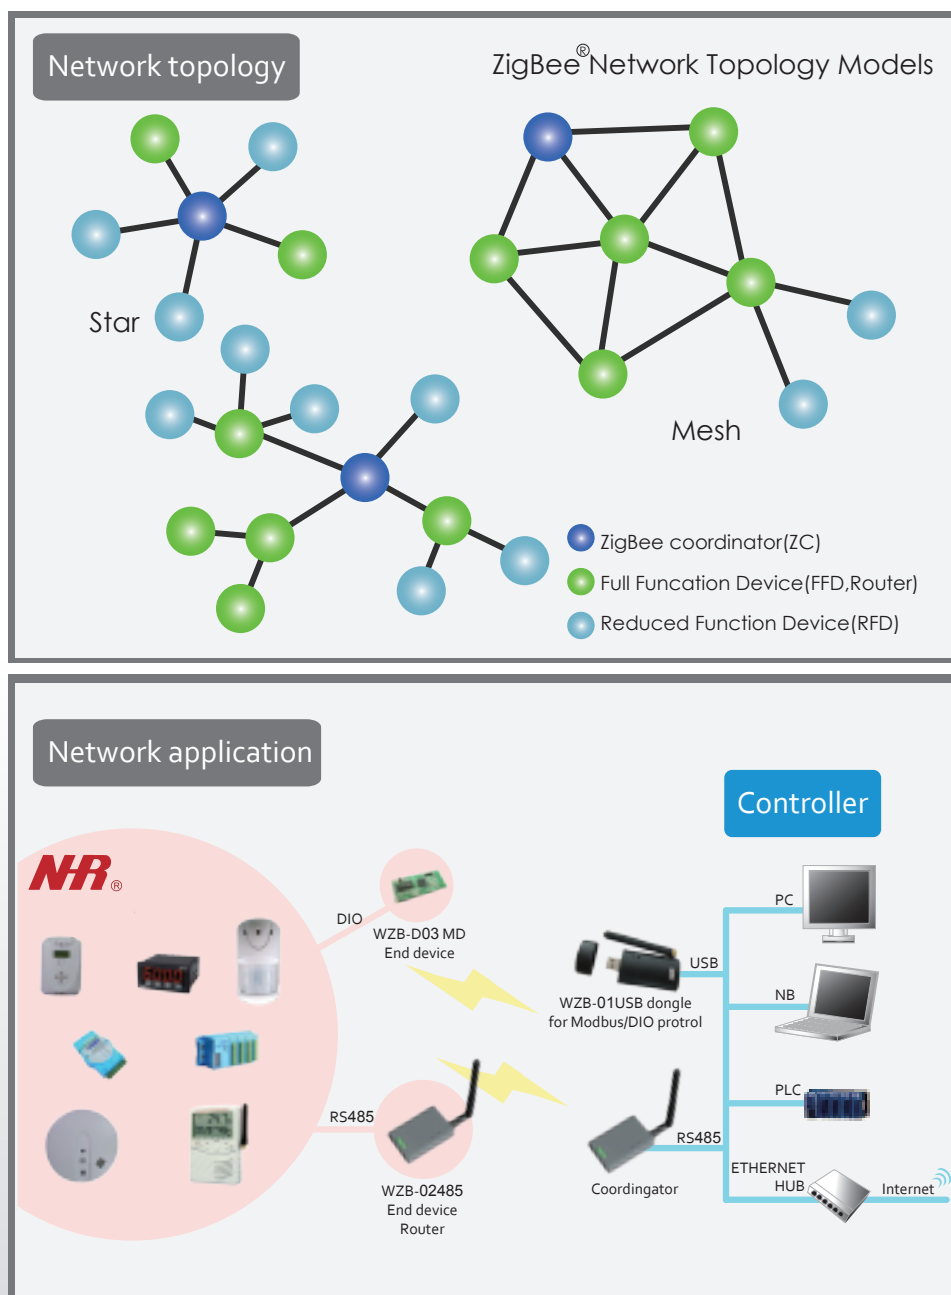 Network topology
ZigBee® Network Topology Models
Star
Mesh
ZigBee coordinator(ZC)
Full Funcation Device(FFD,Router)
Reduced Function Device(RFD)
Network application
Controller
NHR®
DIO
WZB-D03 MD
End device
PC
USB
WZB-01USB dongle
for Modbus/DIO protrol
NB
PLC
RS485
WZB-02485
End device
Router
RS485
Coordingator
ETHERNET
HUB
Internet